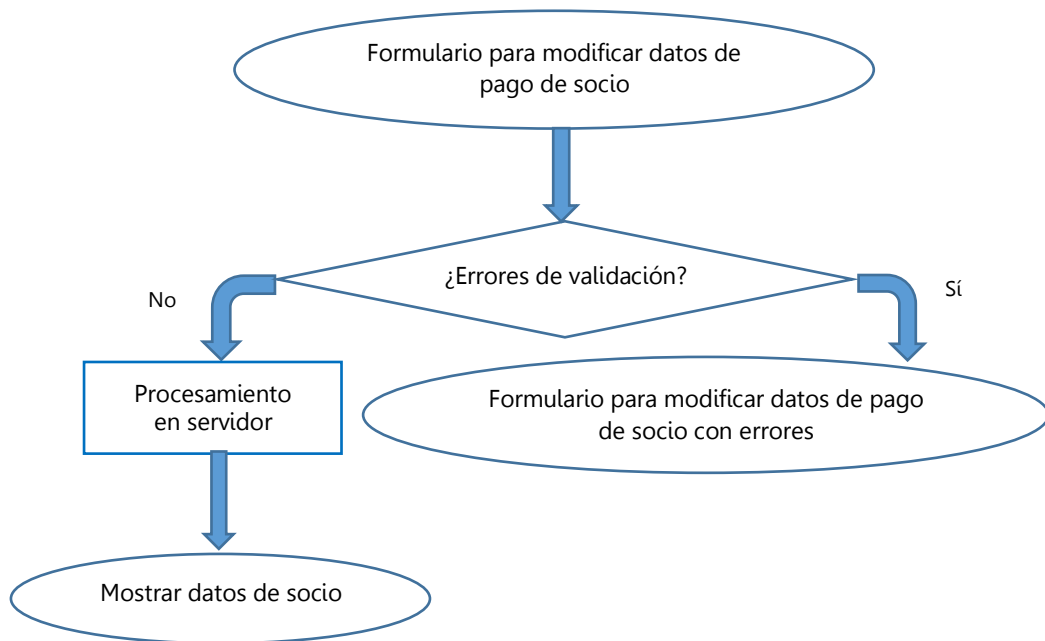 Formulario para modificar datos de
pago de socio
¿Errores de validación?
No
Sí
Procesamiento
en servidor
Formulario para modificar datos de pago
de socio con errores
Mostrar datos de socio